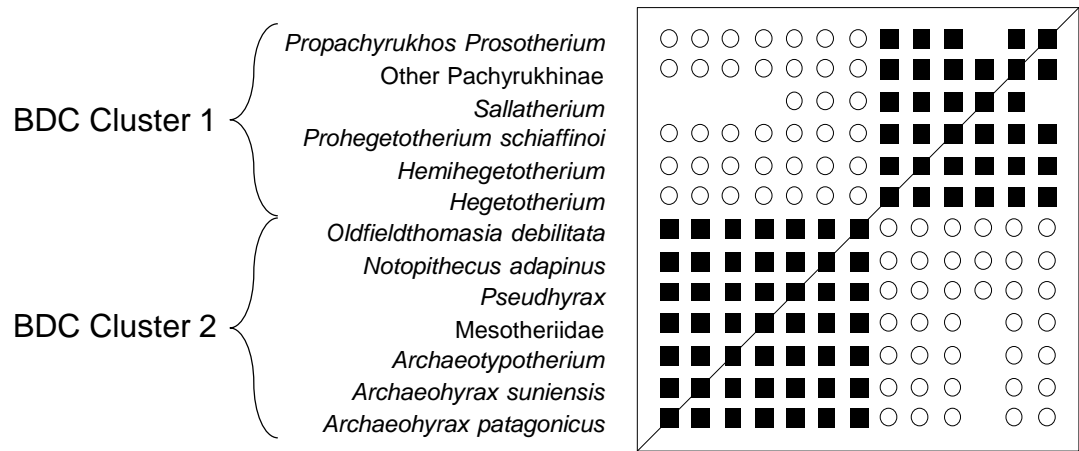 Propachyrukhos Prosotherium
Other Pachyrukhinae
BDC Cluster 1
Sallatherium
Prohegetotherium schiaffinoi
Hemihegetotherium
Hegetotherium
Oldfieldthomasia debilitata
Notopithecus adapinus
Pseudhyrax
BDC Cluster 2
Mesotheriidae
Archaeotypotherium
Archaeohyrax suniensis
Archaeohyrax patagonicus